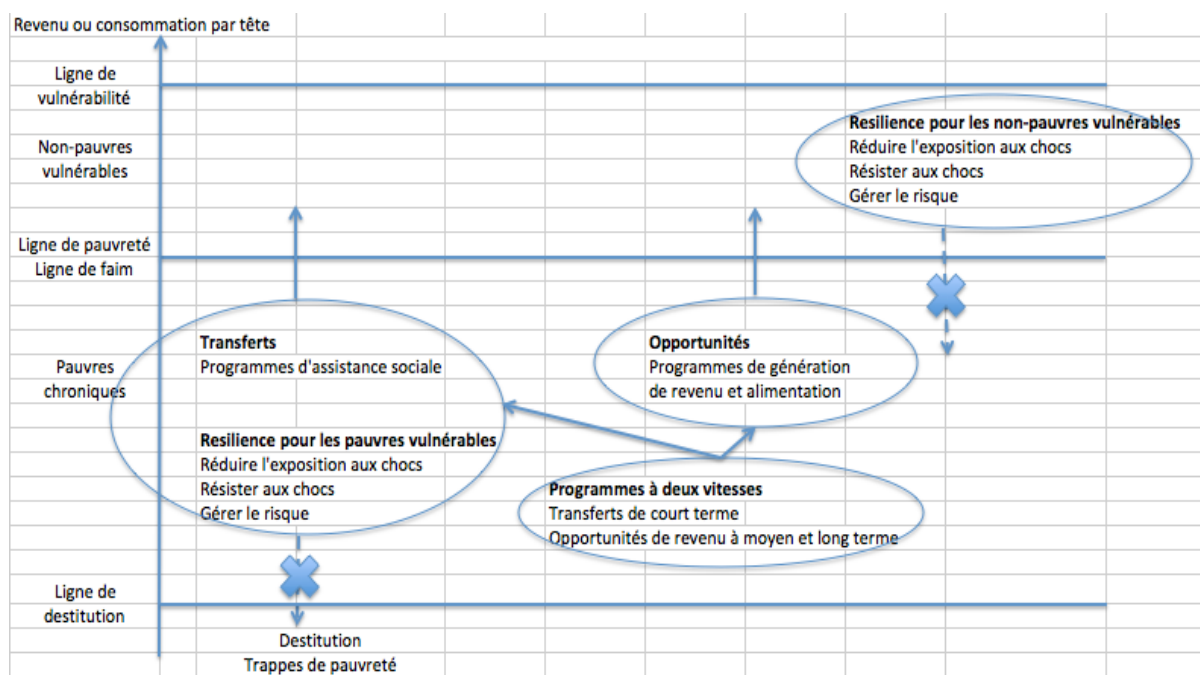 Revenu ou consommation par tête
Ligne de
vulnérabilité
Resilience pour les non-pauvres vulnérables
Réduire l'exposition aux chocs
Résister aux chocs
Gérer le risque
Non-pauvres
vulnérables
Ligne de pauvreté
Ligne de faim
Pauvres
chroniques
Transferts
Programmes d'assistance sociale
Resilience pour les pauvres vulnérables
Réduire l'exposition aux chocs
Résister aux chocs
Gérer le risque
Opportunités
Programmes de génération
de revenu et alimentation
Programmes à deux vitesses
Transferts de court terme
Opportunités de revenu à moyen et long terme
Ligne de
destitution
Destitution
Trappes de pauvreté